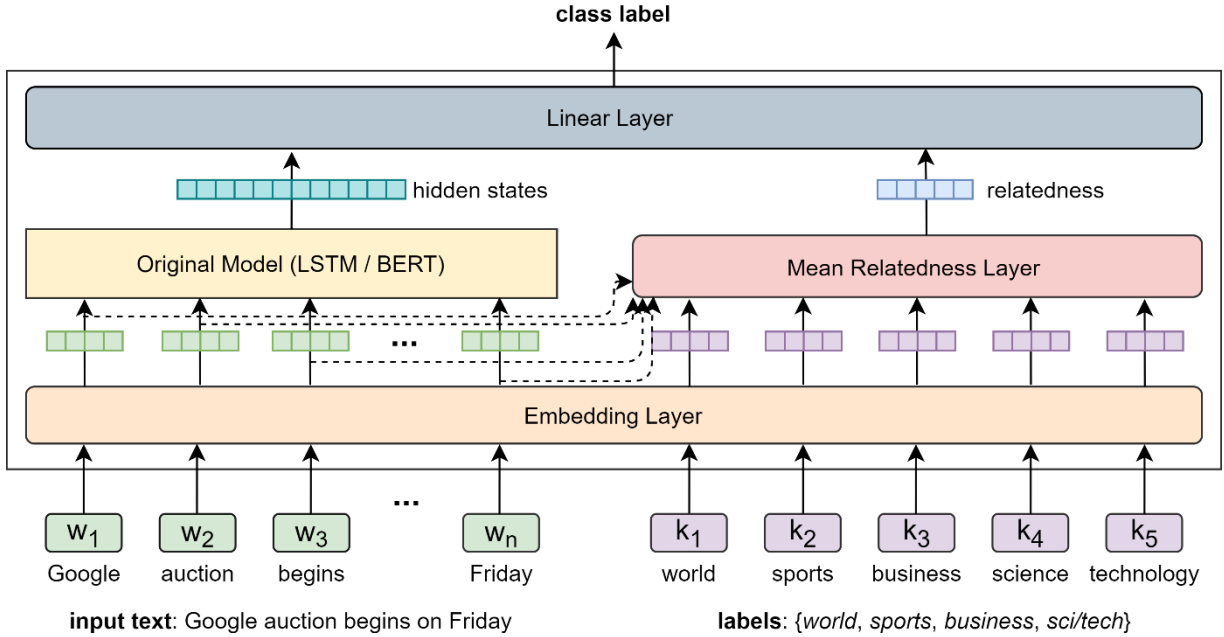 class label
Linear Layer
hidden states
relatedness
Original Model (LSTM / BERT)
Mean Relatedness Layer
...
Embedding Layer
w1 w2 w3 ... wn k1 k2 k3 k4 k5
Google auction begins Friday world sports business science technology
input text: Google auction begins on Friday
labels: {world, sports, business, sci/tech}